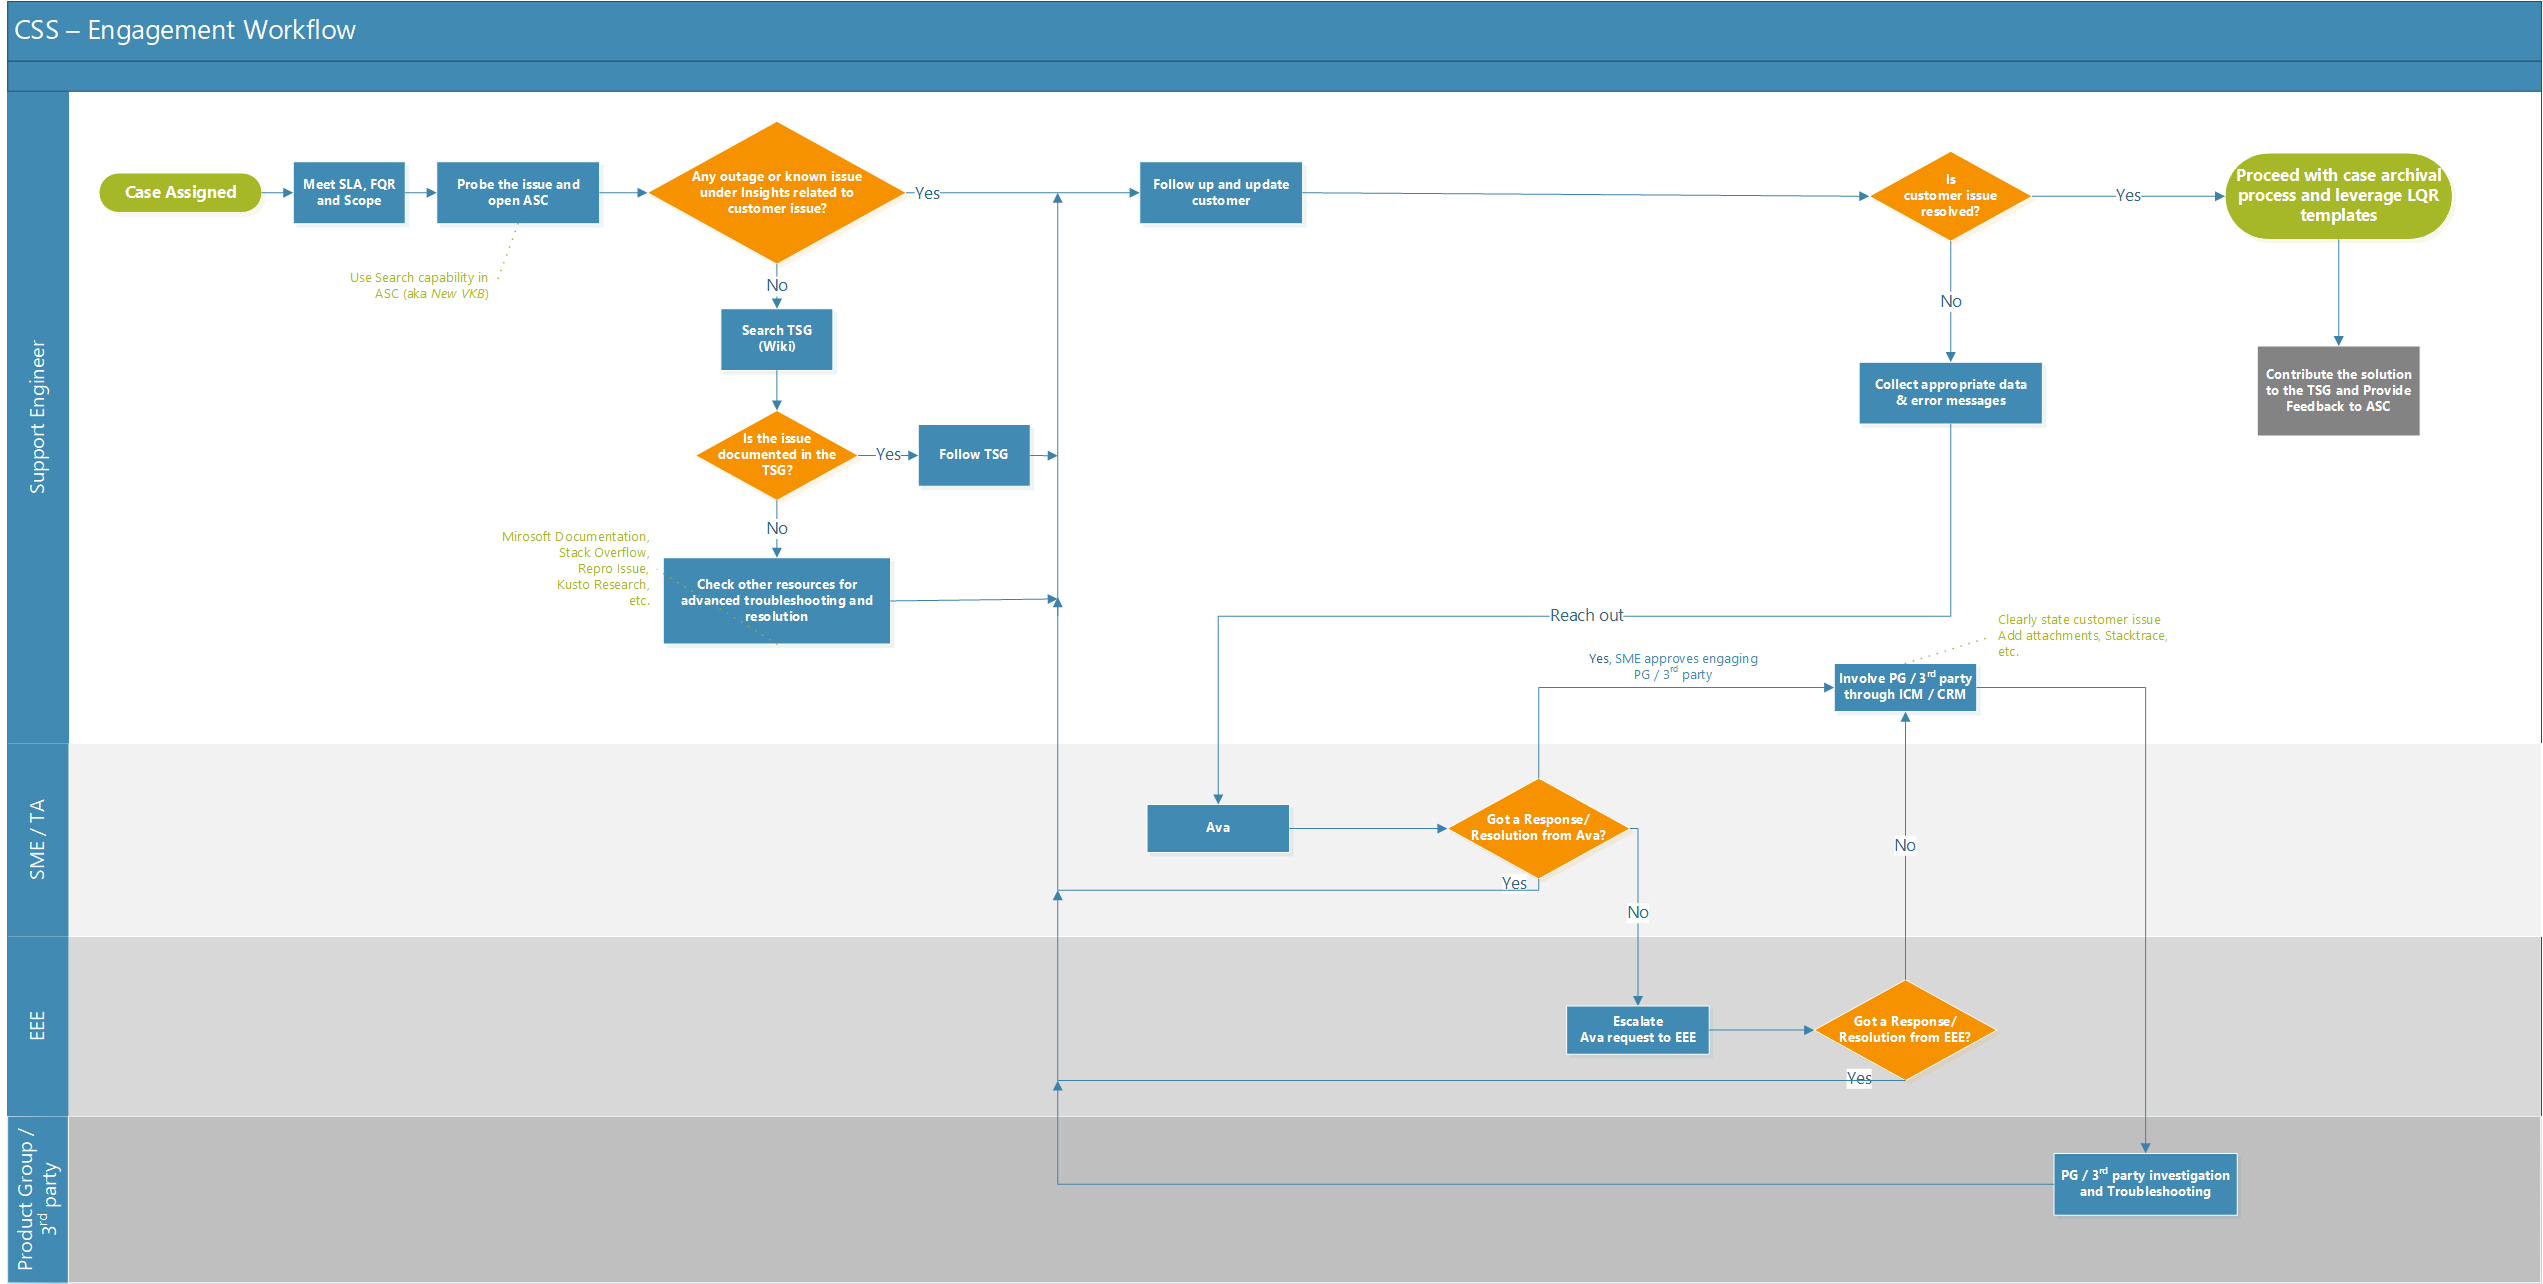 CSS – Engagement Workflow
Support Engineer
Case Assigned
Meet SLA, FQR
and Scope
Probe the issue and
open ASC
Use Search capability in
ASC (aka New VKB)
Any outage or known issue
under Insights related to
customer issue?
Yes
No
Search TSG
(Wiki)
Is the issue
documented in the
TSG?
Yes
Follow TSG
No
Mirosoft Documentation,
Stack Overflow,
Repro Issue,
Kusto Research,
etc.
Check other resources for
advanced troubleshooting and
resolution
Follow up and update
customer
Is
customer issue
resolved?
Yes
Proceed with case archival
process and leverage LQR
templates
Contribute the solution
to the TSG and Provide
Feedback to ASC
No
Collect appropriate data
& error messages
Reach out
Yes, SME approves engaging
PG / 3rd party
Clearly state customer issue
Add attachments, Stacktrace,
etc.
Involve PG / 3rd party
through ICM / CRM
SME / TA
Ava
Got a Response/
Resolution from Ava?
Yes
No
No
EEE
Escalate
Ava request to EEE
Got a Response/
Resolution from EEE?
Yes
Product Group /
3rd party
PG / 3rd party investigation
and Troubleshooting